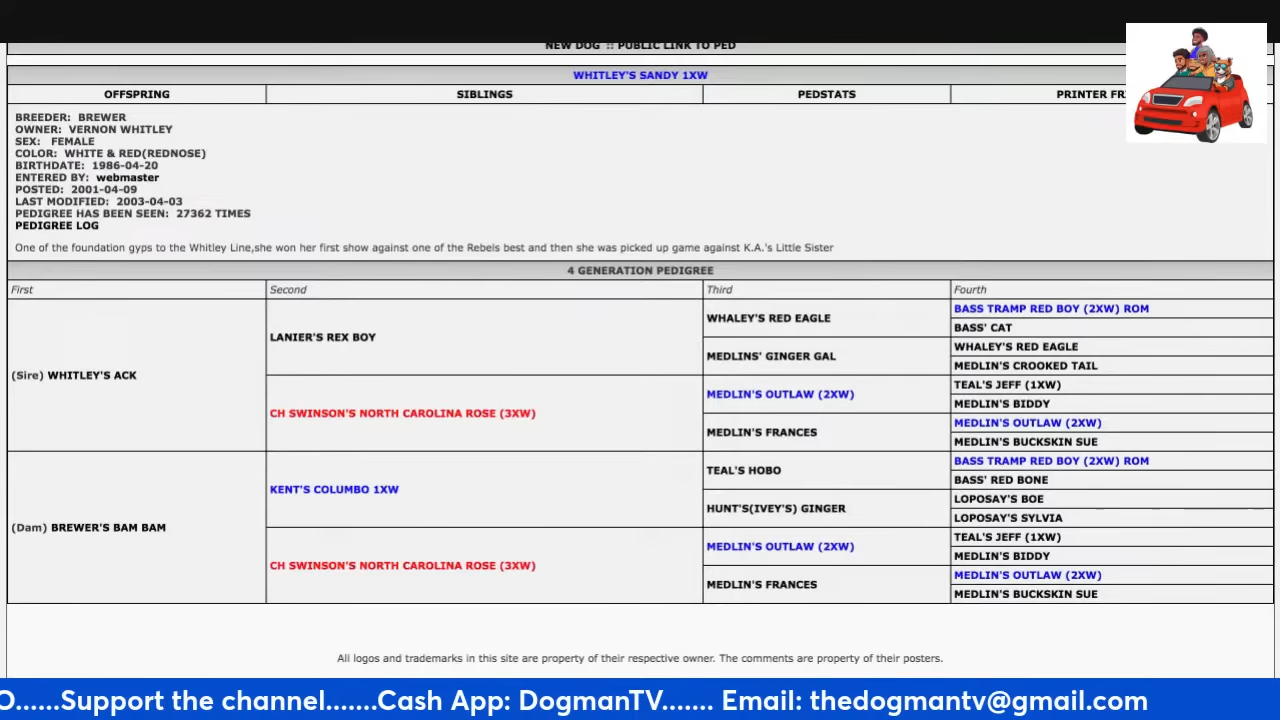 NEW DOG :: PUBLIC LINK TO PED
WHITLEY'S SANDY 1XW
OFFSPRING SIBLINGS PEDSTATS PRINTER FRI
BREEDER: BREWER
OWNER: VERNON WHITLEY
SEX: FEMALE
COLOR: WHITE & RED(REDNOSE)
BIRTHDATE: 1986-04-20
ENTERED BY: webmaster
POSTED: 2001-04-09
LAST MODIFIED: 2003-04-03
PEDIGREE HAS BEEN SEEN: 27362 TIMES
PEDIGREE LOG
One of the foundation gyps to the Whitley Line,she won her first show against one of the Rebels best and then she was picked up game against K.A.'s Little Sister
4 GENERATION PEDIGREE
First Second Third Fourth
(Sire) WHITLEY'S ACK
LANIER'S REX BOY
WHALEY'S RED EAGLE
BASS TRAMP RED BOY (2XW) ROM
BASS' CAT
MEDLINS' GINGER GAL
WHALEY'S RED EAGLE
MEDLIN'S CROOKED TAIL
CH SWINSON'S NORTH CAROLINA ROSE (3XW)
MEDLIN'S OUTLAW (2XW)
TEAL'S JEFF (1XW)
MEDLIN'S BIDDY
MEDLIN'S FRANCES
MEDLIN'S OUTLAW (2XW)
MEDLIN'S BUCKSKIN SUE
(Dam) BREWER'S BAM BAM
KENT'S COLUMBO 1XW
TEAL'S HOBO
BASS TRAMP RED BOY (2XW) ROM
BASS' RED BONE
HUNT'S(IVEY'S) GINGER
LOPOSAY'S BOE
LOPOSAY'S SYLVIA
CH SWINSON'S NORTH CAROLINA ROSE (3XW)
MEDLIN'S OUTLAW (2XW)
TEAL'S JEFF (1XW)
MEDLIN'S BIDDY
MEDLIN'S FRANCES
MEDLIN'S OUTLAW (2XW)
MEDLIN'S BUCKSKIN SUE
All logos and trademarks in this site are property of their respective owner. The comments are property of their posters.
O......Support the channel.......Cash App: DogmanTV....... Email: thedogmantv@gmail.com